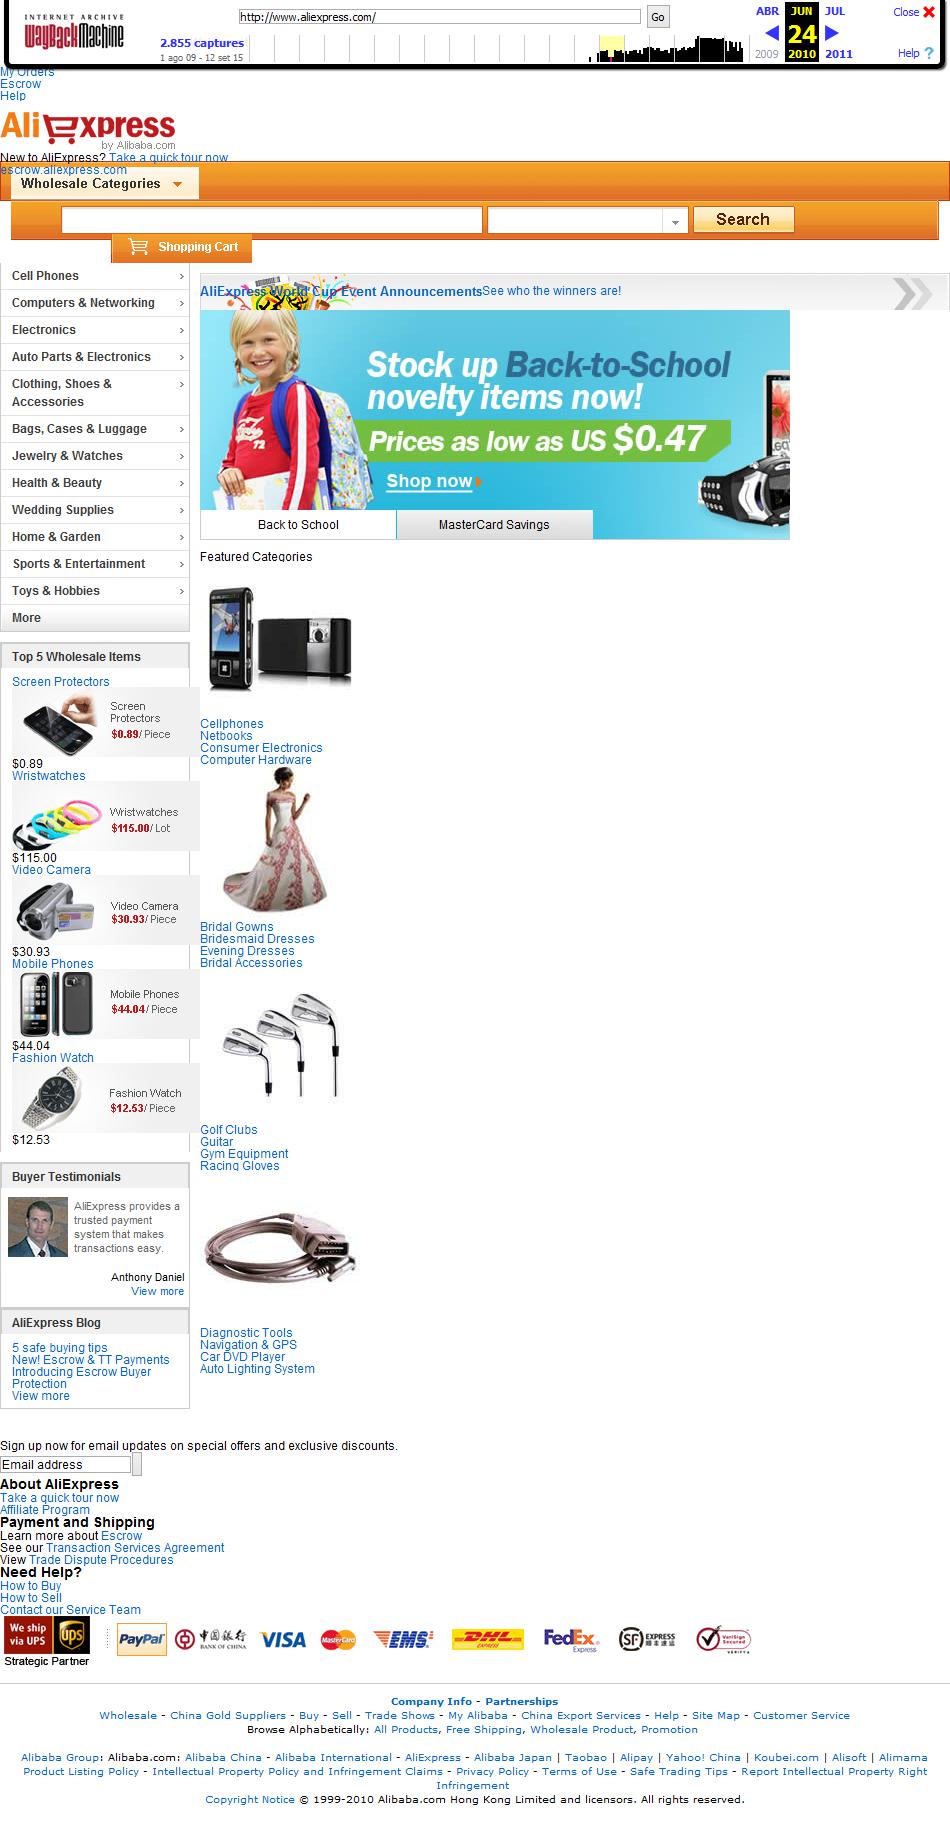 INTERNET ARCHIVE
WayBackMachine
http://www.aliexpress.com/
Go
2.855 captures
1 ago 09 - 12 set 15
ABR JUN JUL
24
2009 2010 2011
Close
Help ?
My Orders
Escrow
Help
AliExpress
by Alibaba.com
New to AliExpress? Take a quick tour now
escrow.aliexpress.com
Wholesale Categories
Search
Shopping Cart
Cell Phones
Computers & Networking
Electronics
Auto Parts & Electronics
Clothing, Shoes &
Accessories
Bags, Cases & Luggage
Jewelry & Watches
Health & Beauty
Wedding Supplies
Home & Garden
Sports & Entertainment
Toys & Hobbies
More
Top 5 Wholesale Items
Screen Protectors
Screen
Protectors
$0.89/ Piece
$0.89
Wristwatches
Wristwatches
$115.00/ Lot
$115.00
Video Camera
Video Camera
$30.93/ Piece
$30.93
Mobile Phones
Mobile Phones
$44.04/ Piece
$44.04
Fashion Watch
Fashion Watch
$12.53/ Piece
$12.53
Buyer Testimonials
AliExpress provides a
trusted payment
system that makes
transactions easy.
Anthony Daniel
View more
AliExpress Blog
5 safe buying tips
New! Escrow & TT Payments
Introducing Escrow Buyer
Protection
View more
AliExpress World Cup Event Announcements See who the winners are!
Stock up Back-to-School
novelty items now!
Prices as low as US $0.47
Shop now
Back to School
MasterCard Savings
Featured Categories
Cellphones
Netbooks
Consumer Electronics
Computer Hardware
Bridal Gowns
Bridesmaid Dresses
Evening Dresses
Bridal Accessories
Golf Clubs
Guitar
Gym Equipment
Racing Gloves
Diagnostic Tools
Navigation & GPS
Car DVD Player
Auto Lighting System
Sign up now for email updates on special offers and exclusive discounts.
Email address
About AliExpress
Take a quick tour now
Affiliate Program
Payment and Shipping
Learn more about Escrow
See our Transaction Services Agreement
View Trade Dispute Procedures
Need Help?
How to Buy
How to Sell
Contact our Service Team
We ship
via UPS
ups
Strategic Partner
PayPal
中国银行
BANK OF CHINA
VISA
MasterCard
EMS
DHL
EXPRESS
FedEx
Express
SF EXPRESS
顺丰速运
VeriSign
Secured
VERIFY
Company Info - Partnerships
Wholesale - China Gold Suppliers - Buy - Sell - Trade Shows - My Alibaba - China Export Services - Help - Site Map - Customer Service
Browse Alphabetically: All Products, Free Shipping, Wholesale Product, Promotion
Alibaba Group: Alibaba.com: Alibaba China - Alibaba International - AliExpress - Alibaba Japan | Taobao | Alipay | Yahoo! China | Koubei.com | Alisoft | Alimama
Product Listing Policy - Intellectual Property Policy and Infringement Claims - Privacy Policy - Terms of Use - Safe Trading Tips - Report Intellectual Property Right
Infringement
Copyright Notice © 1999-2010 Alibaba.com Hong Kong Limited and licensors. All rights reserved.